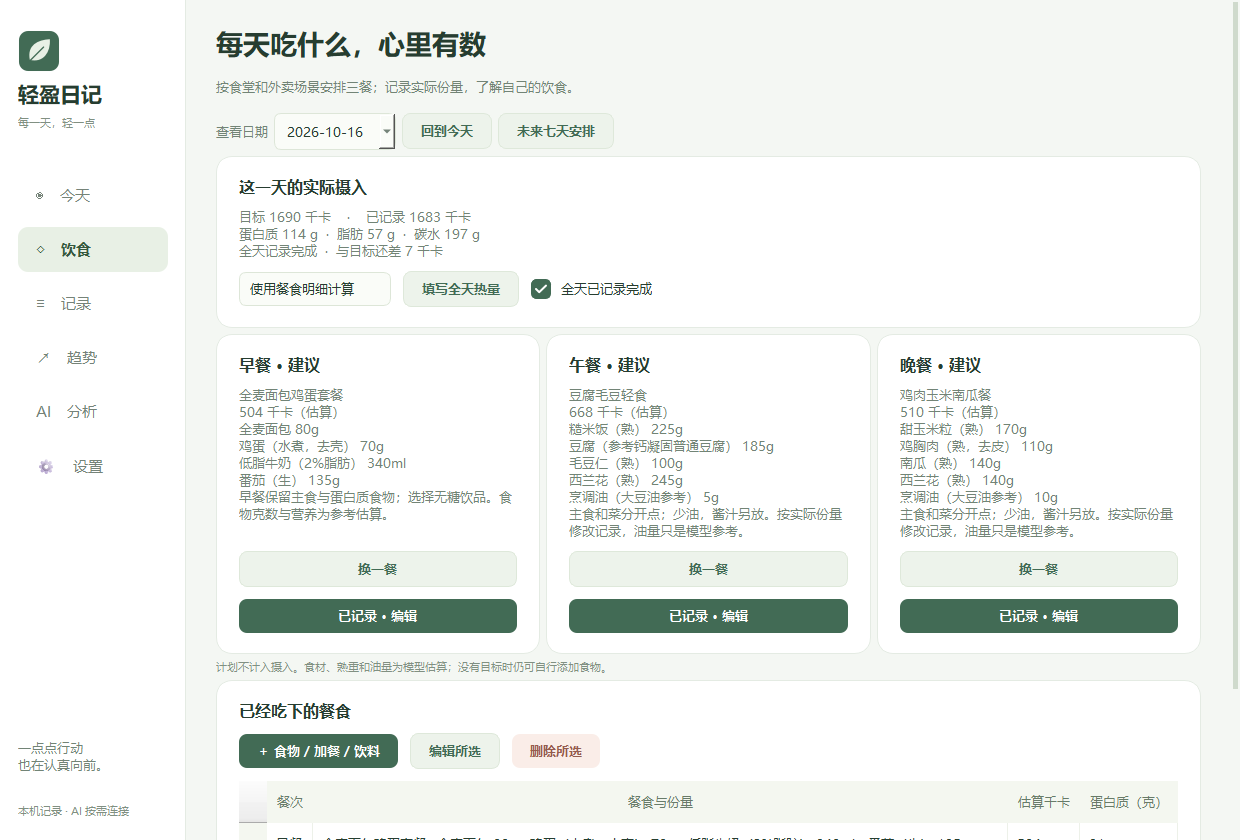 轻盈日记
每一天，轻一点
今天
饮食
记录
趋势
AI 分析
设置
一点点行动
也在认真向前。
本机记录 · AI 按需连接
每天吃什么，心里有数
按食堂和外卖场景安排三餐；记录实际份量，了解自己的饮食。
查看日期 2026-10-16 回到今天 未来七天安排
这一天的实际摄入
目标 1690 千卡 · 已记录 1683 千卡
蛋白质 114 g · 脂肪 57 g · 碳水 197 g
全天记录完成 · 与目标还差 7 千卡
使用餐食明细计算 填写全天热量 全天已记录完成
早餐 • 建议
全麦面包鸡蛋套餐
504 千卡（估算）
全麦面包 80g
鸡蛋（水煮，去壳） 70g
低脂牛奶（2%脂肪） 340ml
番茄（生） 135g
早餐保留主食与蛋白质食物；选择无糖饮品。食
物克数与营养为参考估算。
换一餐
已记录 • 编辑
午餐 • 建议
豆腐毛豆轻食
668 千卡（估算）
糙米饭（熟） 225g
豆腐（参考钙凝固普通豆腐） 185g
毛豆仁（熟） 100g
西兰花（熟） 245g
烹调油（大豆油参考） 5g
主食和菜分开点；少油，酱汁另放。按实际份量
修改记录，油量只是模型参考。
换一餐
已记录 • 编辑
晚餐 • 建议
鸡肉玉米南瓜餐
510 千卡（估算）
甜玉米粒（熟） 170g
鸡胸肉（熟，去皮） 110g
南瓜（熟） 140g
西兰花（熟） 140g
烹调油（大豆油参考） 10g
主食和菜分开点；少油，酱汁另放。按实际份量
修改记录，油量只是模型参考。
换一餐
已记录 • 编辑
计划不计入摄入。食材、熟重和油量为模型估算；没有目标时仍可自行添加食物。
已经吃下的餐食
+ 食物 / 加餐 / 饮料 编辑所选 删除所选
餐次 餐食与份量 估算千卡 蛋白质（克）